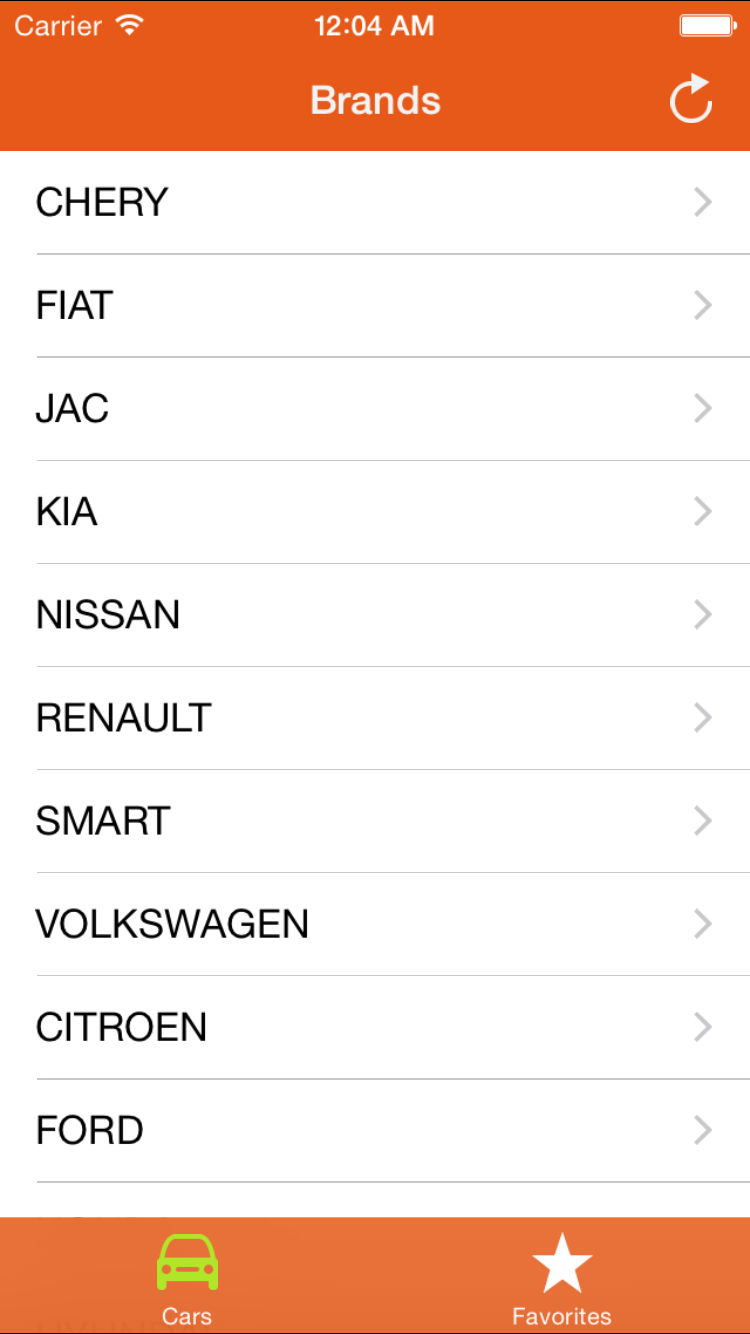 Carrier 12:04 AM
Brands
CHERY
FIAT
JAC
KIA
NISSAN
RENAULT
SMART
VOLKSWAGEN
CITROEN
FORD
Cars Favorites